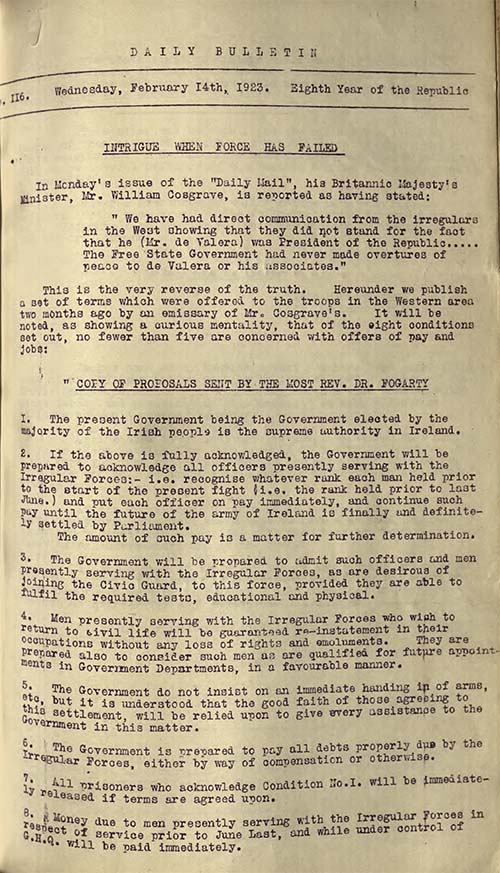 DAILY BULLETIN
. 116. Wednesday, February 14th, 1923. Eighth Year of the Republic
INTRIGUE WHEN FORCE HAS FAILED
In Monday's issue of the "Daily Mail", his Britannic Majesty's
Minister, Mr. William Cosgrave, is reported as having stated:
" We have had direct communication from the irregulars
in the West showing that they did not stand for the fact
that he (Mr. de Valera) was President of the Republic.....
The Free State Government had never made overtures of
peace to de Valera or his associates."
This is the very reverse of the truth. Hereunder we publish
a set of terms which were offered to the troops in the Western area
two months ago by an emissary of Mr. Cosgrave's. It will be
noted, as showing a curious mentality, that of the eight conditions
set out, no fewer than five are concerned with offers of pay and
jobs:
" COPY OF PROPOSALS SENT BY THE MOST REV. DR. FOGARTY
1. The present Government being the Government elected by the
majority of the Irish people is the supreme authority in Ireland.
2. If the above is fully acknowledged, the Government will be
prepared to acknowledge all officers presently serving with the
Irregular Forces:- i.e. recognise whatever rank each man held prior
to the start of the present fight (i.e. the rank held prior to last
June.) and put each officer on pay immediately, and continue such
pay until the future of the army of Ireland is finally and definite-
ly settled by Parliament.
The amount of such pay is a matter for further determination.
3. The Government will be prepared to admit such officers and men
presently serving with the Irregular Forces, as are desirous of
joining the Civic Guard, to this force, provided they are able to
fulfil the required tests, educational and physical.
4. Men presently serving with the Irregular Forces who wish to
return to civil life will be guaranteed re-instatement in their
occupations without any loss of rights and emoluments. They are
prepared also to consider such men as are qualified for future appoint-
ments in Government Departments, in a favourable manner.
5. The Government do not insist on an immediate handing in of arms,
etc, but it is understood that the good faith of those agreeing to
this settlement, will be relied upon to give every assistance to the
Government in this matter.
6. The Government is prepared to pay all debts properly due by the
Irregular Forces, either by way of compensation or otherwise.
7. All prisoners who acknowledge Condition No.I. will be immediate-
ly released if terms are agreed upon.
8. Money due to men presently serving with the Irregular Forces in
respect of service prior to June Last, and while under control of
G.H.Q. will be paid immediately.